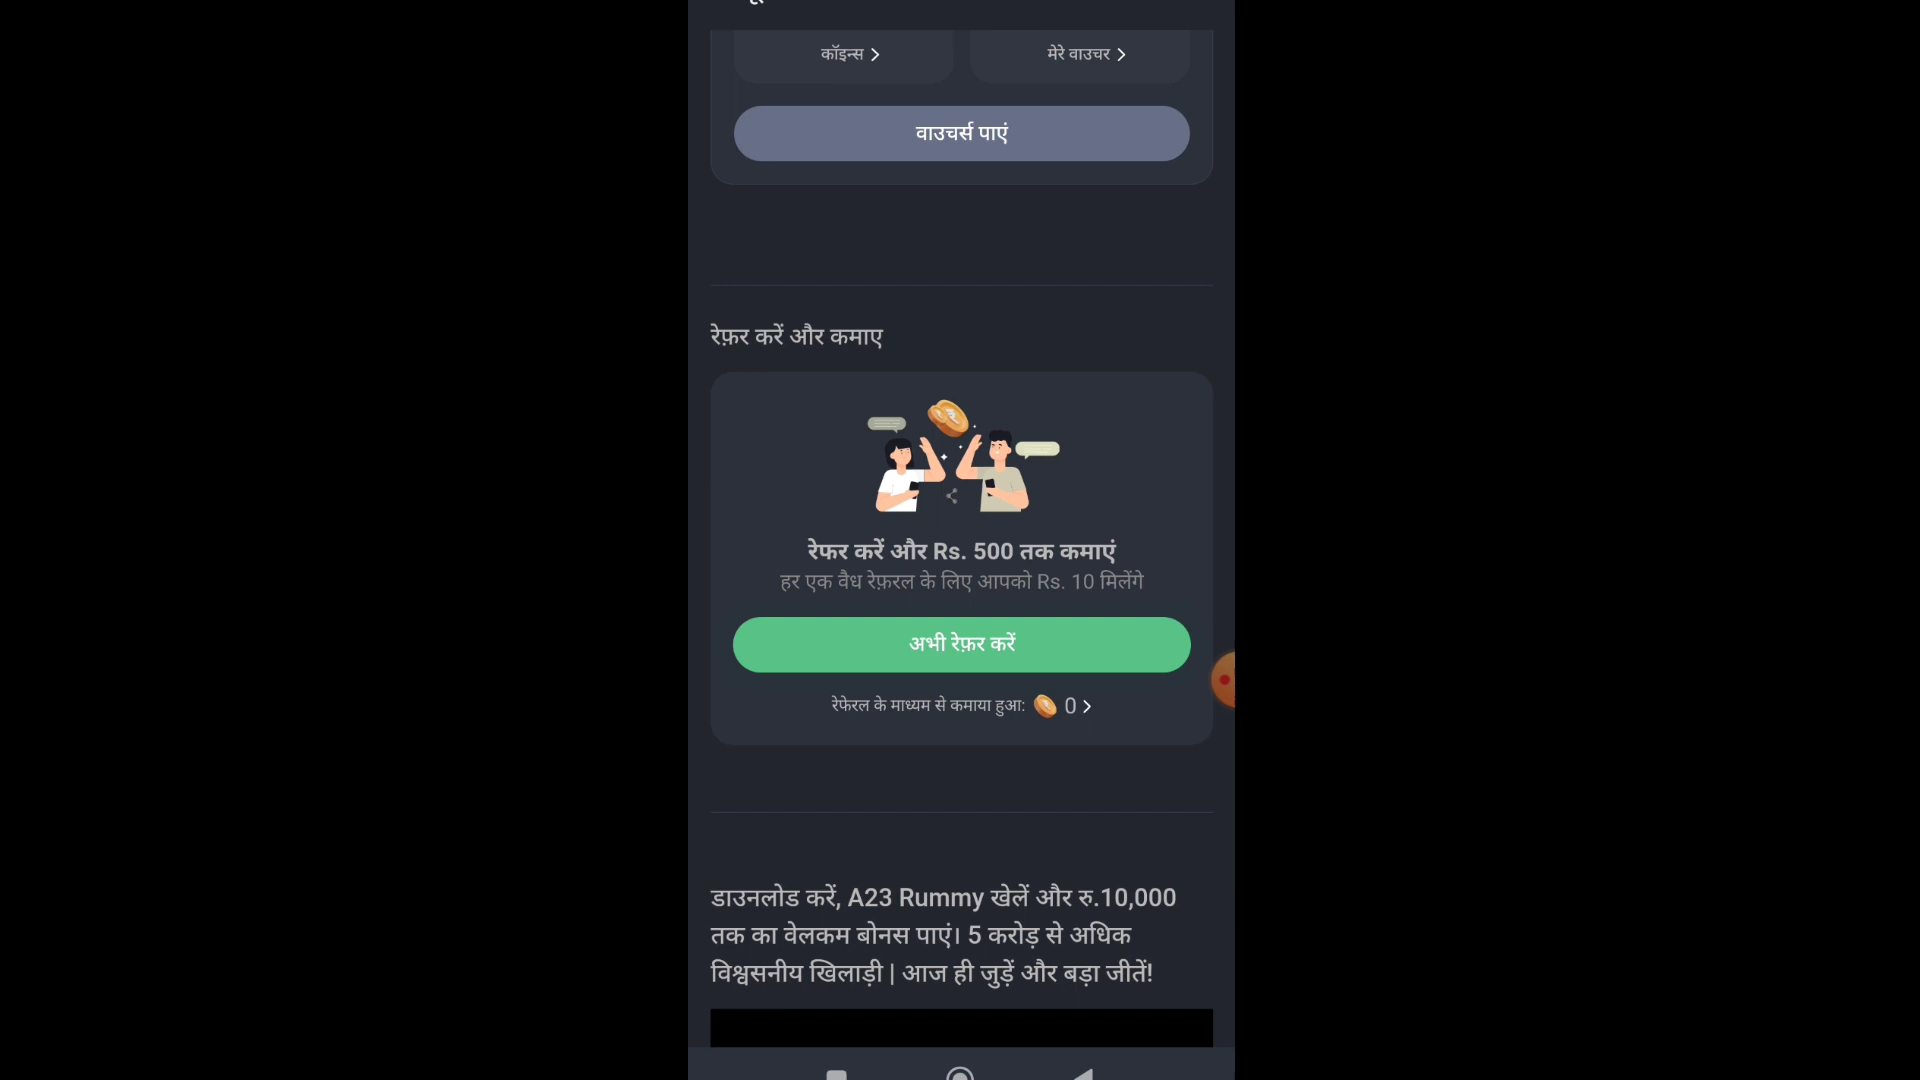 कॉइन्स
मेरे वाउचर
वाउचर्स पाएं
रेफ़र करें और कमाए
रेफर करें और Rs. 500 तक कमाएं
हर एक वैध रेफ़रल के लिए आपको Rs. 10 मिलेंगे
अभी रेफ़र करें
रेफेरल के माध्यम से कमाया हुआ: 0
डाउनलोड करें, A23 Rummy खेलें और रु.10,000
तक का वेलकम बोनस पाएं। 5 करोड़ से अधिक
विश्वसनीय खिलाड़ी | आज ही जुड़ें और बड़ा जीतें!